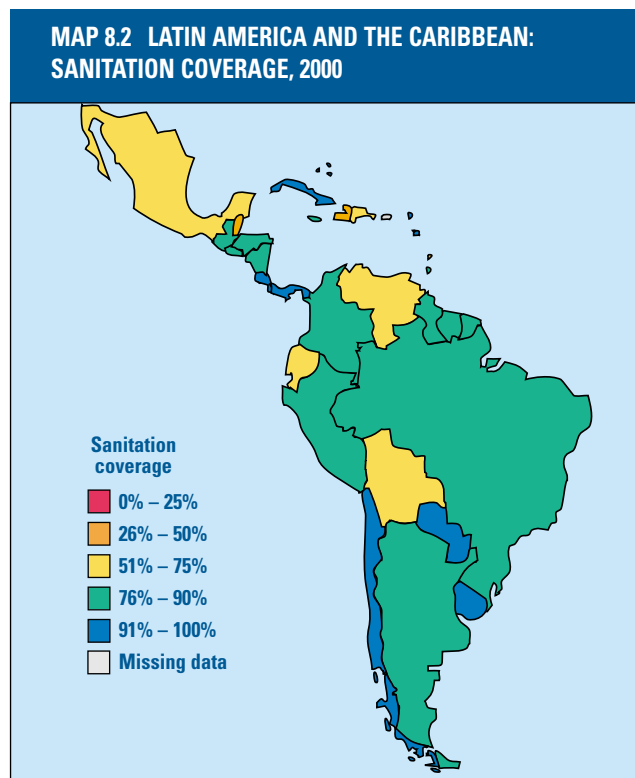 MAP 8.2 LATIN AMERICA AND THE CARIBBEAN:
SANITATION COVERAGE, 2000
Sanitation
coverage
0% – 25%
26% – 50%
51% – 75%
76% – 90%
91% – 100%
Missing data